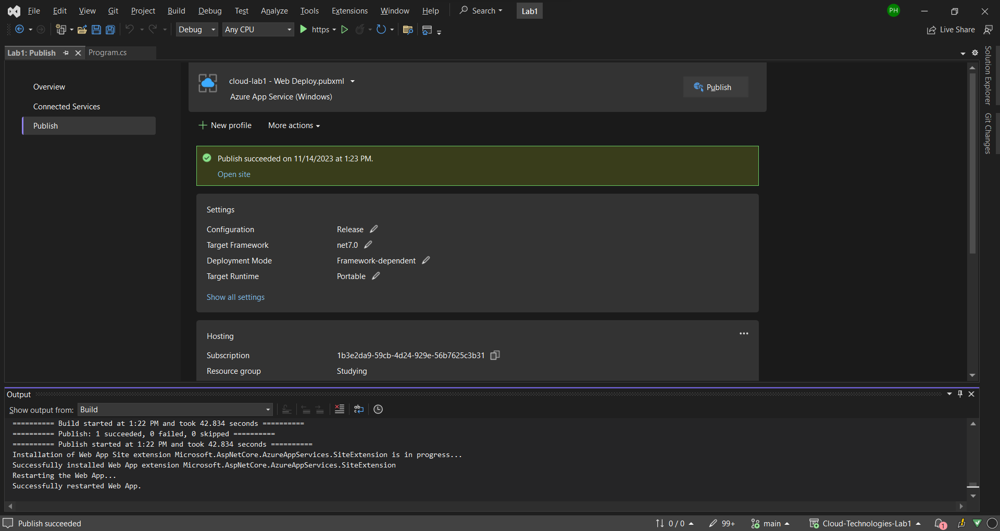 File Edit View Git Project Build Debug Test Analyze Tools Extensions Window Help Search Lab1 PH
Debug Any CPU https Live Share
Lab1: Publish Program.cs
Solution Explorer
Git Changes
Overview
Connected Services
Publish
cloud-lab1 - Web Deploy.pubxml
Azure App Service (Windows)
Publish
New profile More actions
Publish succeeded on 11/14/2023 at 1:23 PM.
Open site
Settings
Configuration Release
Target Framework net7.0
Deployment Mode Framework-dependent
Target Runtime Portable
Show all settings
Hosting
Subscription 1b3e2da9-59cb-4d24-929e-56b7625c3b31
Resource group Studying
Output
Show output from: Build
========== Build started at 1:22 PM and took 42.834 seconds ==========
========== Publish: 1 succeeded, 0 failed, 0 skipped ==========
========== Publish started at 1:22 PM and took 42.834 seconds ==========
Installation of Web App Site extension Microsoft.AspNetCore.AzureAppServices.SiteExtension is in progress...
Successfully installed Web App extension Microsoft.AspNetCore.AzureAppServices.SiteExtension
Restarting the Web App...
Successfully restarted Web App.
Publish succeeded 0 / 0 99+ main Cloud-Technologies-Lab1 1